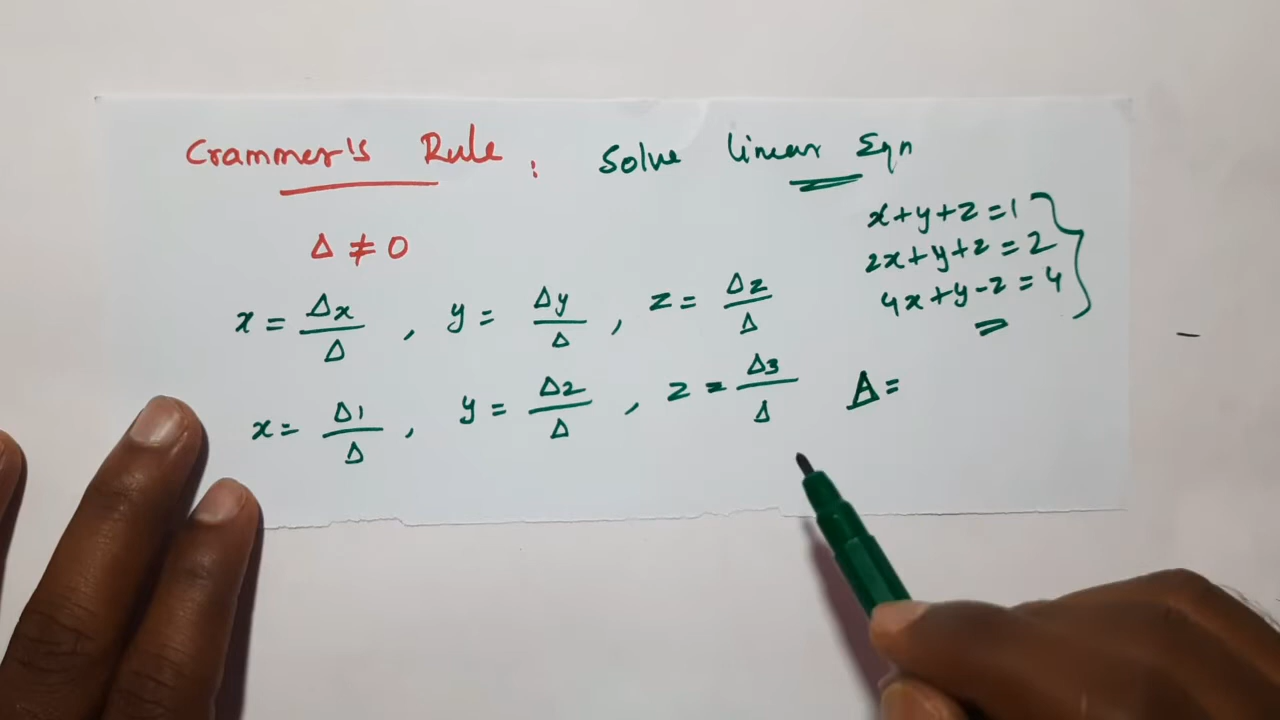 Crammer's Rule : Solve linear Eqn
Δ ≠ 0
x+y+z=1
2x+y+z=2
4x+y-z=4
x = Δx/Δ , y = Δy/Δ , z = Δz/Δ
x = Δ1/Δ , y = Δ2/Δ , z = Δ3/Δ
Δ=